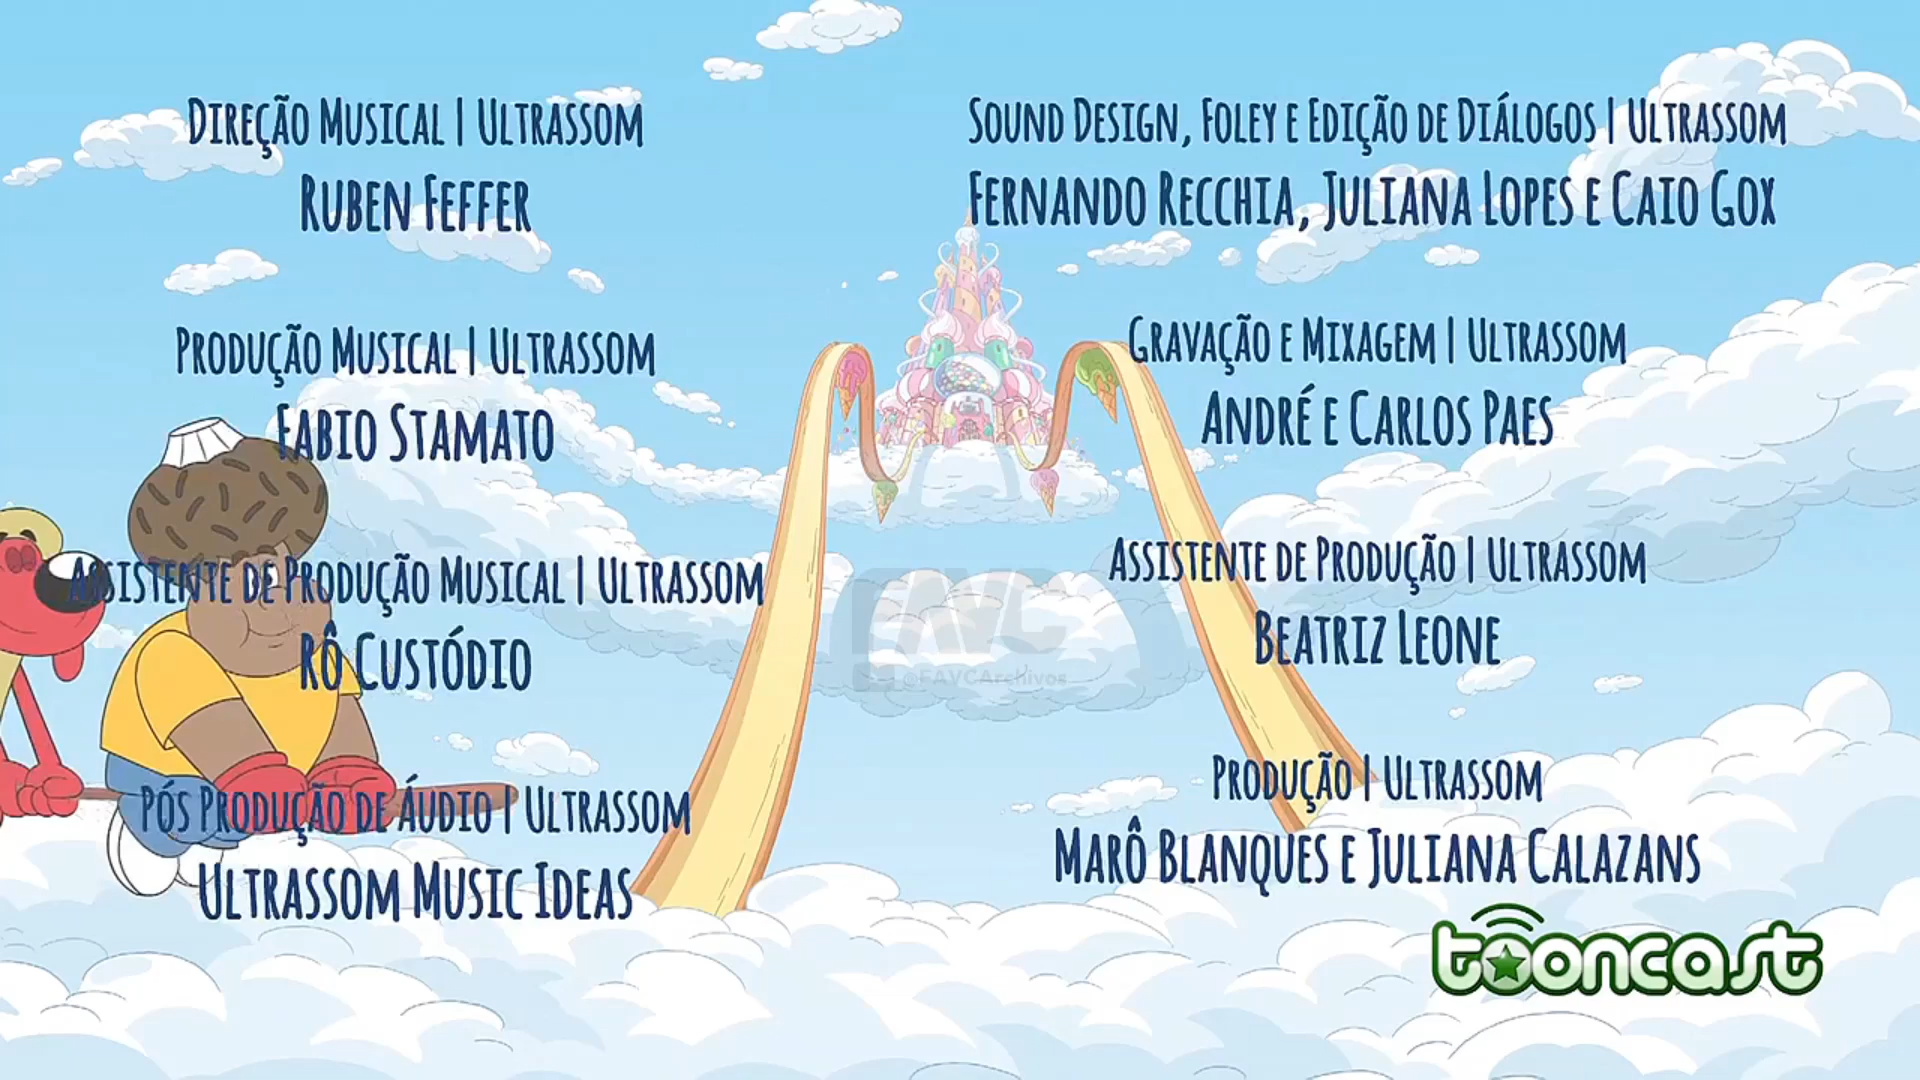 Direção Musical | Ultrassom
Ruben Feffer
Produção Musical | Ultrassom
Fabio Stamato
Assistente de Produção Musical | Ultrassom
Rô Custódio
Pós Produção de Áudio | Ultrassom
Ultrassom Music Ideas
Sound Design, Foley e Edição de Diálogos | Ultrassom
Fernando Recchia, Juliana Lopes e Caio Gox
Gravação e Mixagem | Ultrassom
André e Carlos Paes
Assistente de Produção | Ultrassom
Beatriz Leone
Produção | Ultrassom
Marô Blanques e Juliana Calazans
FAVC
@FAVCArchivos
tooncast